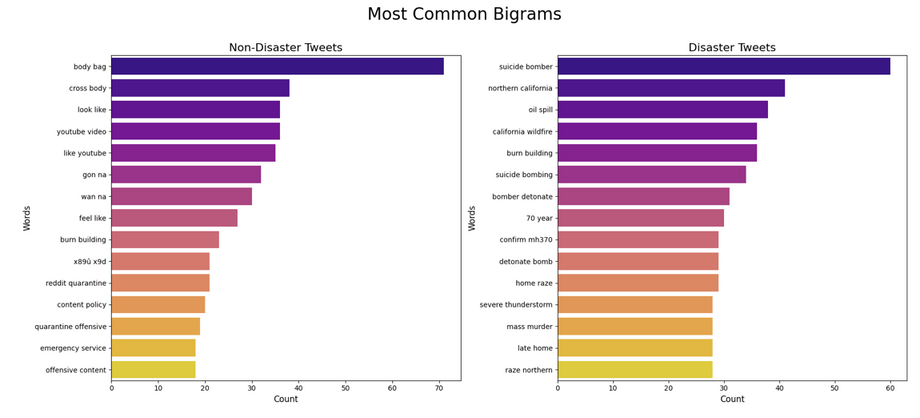 Most Common Bigrams
Non-Disaster Tweets
body bag
cross body
look like
youtube video
like youtube
gon na
wan na
feel like
burn building
x89û x9d
reddit quarantine
content policy
quarantine offensive
emergency service
offensive content
Words
0 10 20 30 40 50 60 70
Count
Disaster Tweets
suicide bomber
northern california
oil spill
california wildfire
burn building
suicide bombing
bomber detonate
70 year
confirm mh370
detonate bomb
home raze
severe thunderstorm
mass murder
late home
raze northern
Words
0 10 20 30 40 50 60
Count